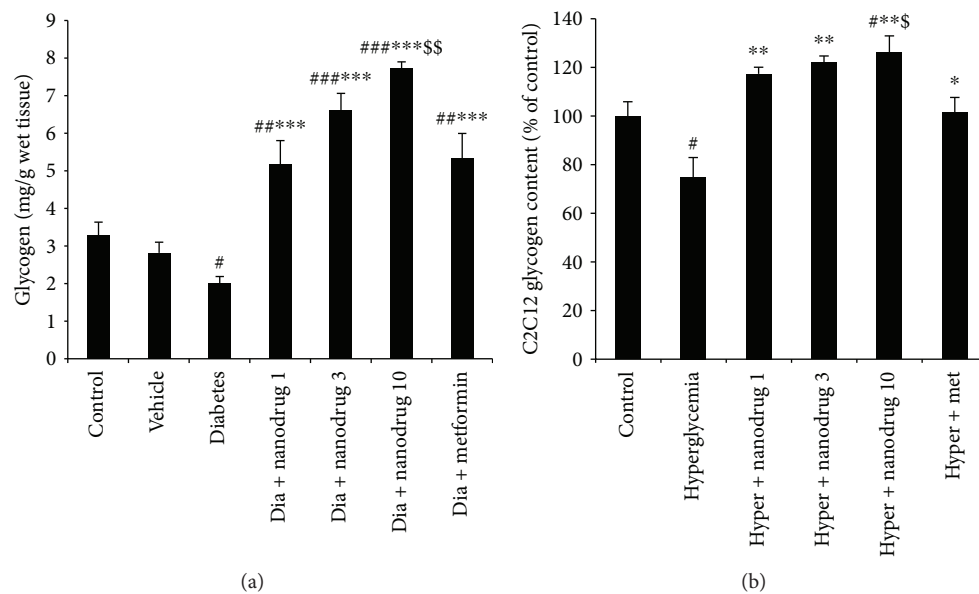 Glycogen (mg/g wet tissue)
9
8
7
6
5
4
3
2
1
0
#
##***
###***
###***$$
##***
Control
Vehicle
Diabetes
Dia + nanodrug 1
Dia + nanodrug 3
Dia + nanodrug 10
Dia + metformin
(a)
C2C12 glycogen content (% of control)
140
120
100
80
60
40
20
0
#
**
**
#**$
*
Control
Hyperglycemia
Hyper + nanodrug 1
Hyper + nanodrug 3
Hyper + nanodrug 10
Hyper + met
(b)